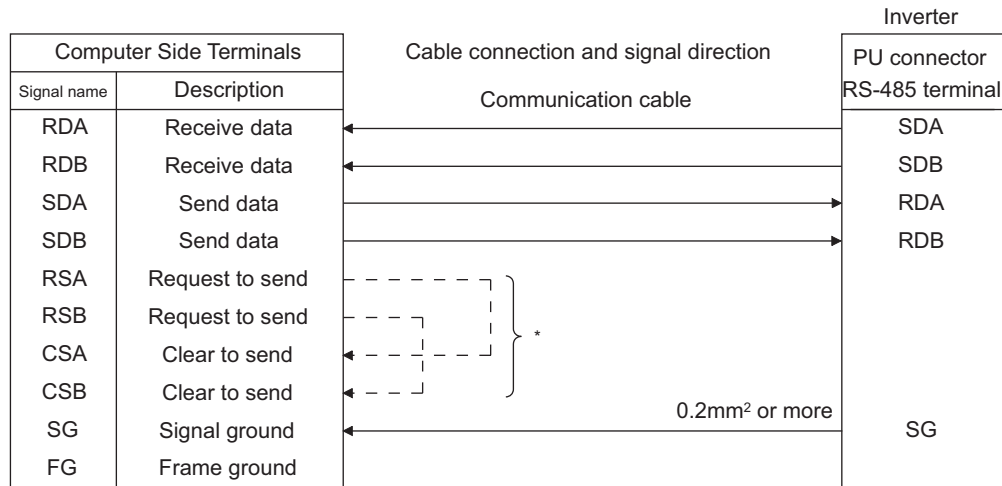 Inverter
Computer Side Terminals
Cable connection and signal direction
PU connector
RS-485 terminal
Signal name Description
Communication cable
RDA Receive data SDA
RDB Receive data SDB
SDA Send data RDA
SDB Send data RDB
RSA Request to send
RSB Request to send
*
CSA Clear to send
CSB Clear to send
0.2mm² or more
SG Signal ground SG
FG Frame ground